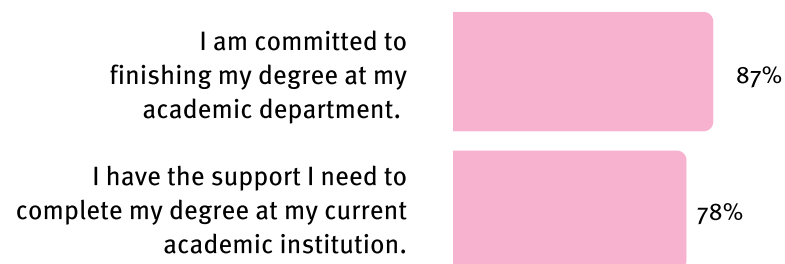 I am committed to
finishing my degree at my
academic department.
87%
I have the support I need to
complete my degree at my current
academic institution.
78%